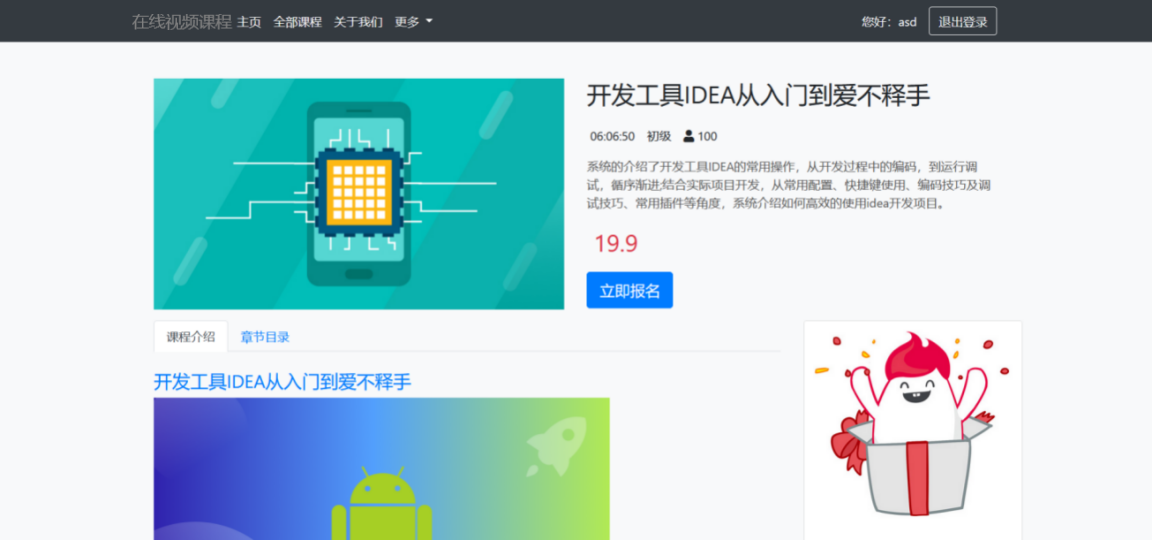 在线视频课程 主页 全部课程 关于我们 更多 您好：asd 退出登录
开发工具IDEA从入门到爱不释手
06:06:50 初级 100
系统的介绍了开发工具IDEA的常用操作，从开发过程中的编码，到运行调
试，循序渐进;结合实际项目开发，从常用配置、快捷键使用、编码技巧及调
试技巧、常用插件等角度，系统介绍如何高效的使用idea开发项目。
19.9
立即报名
课程介绍 章节目录
开发工具IDEA从入门到爱不释手